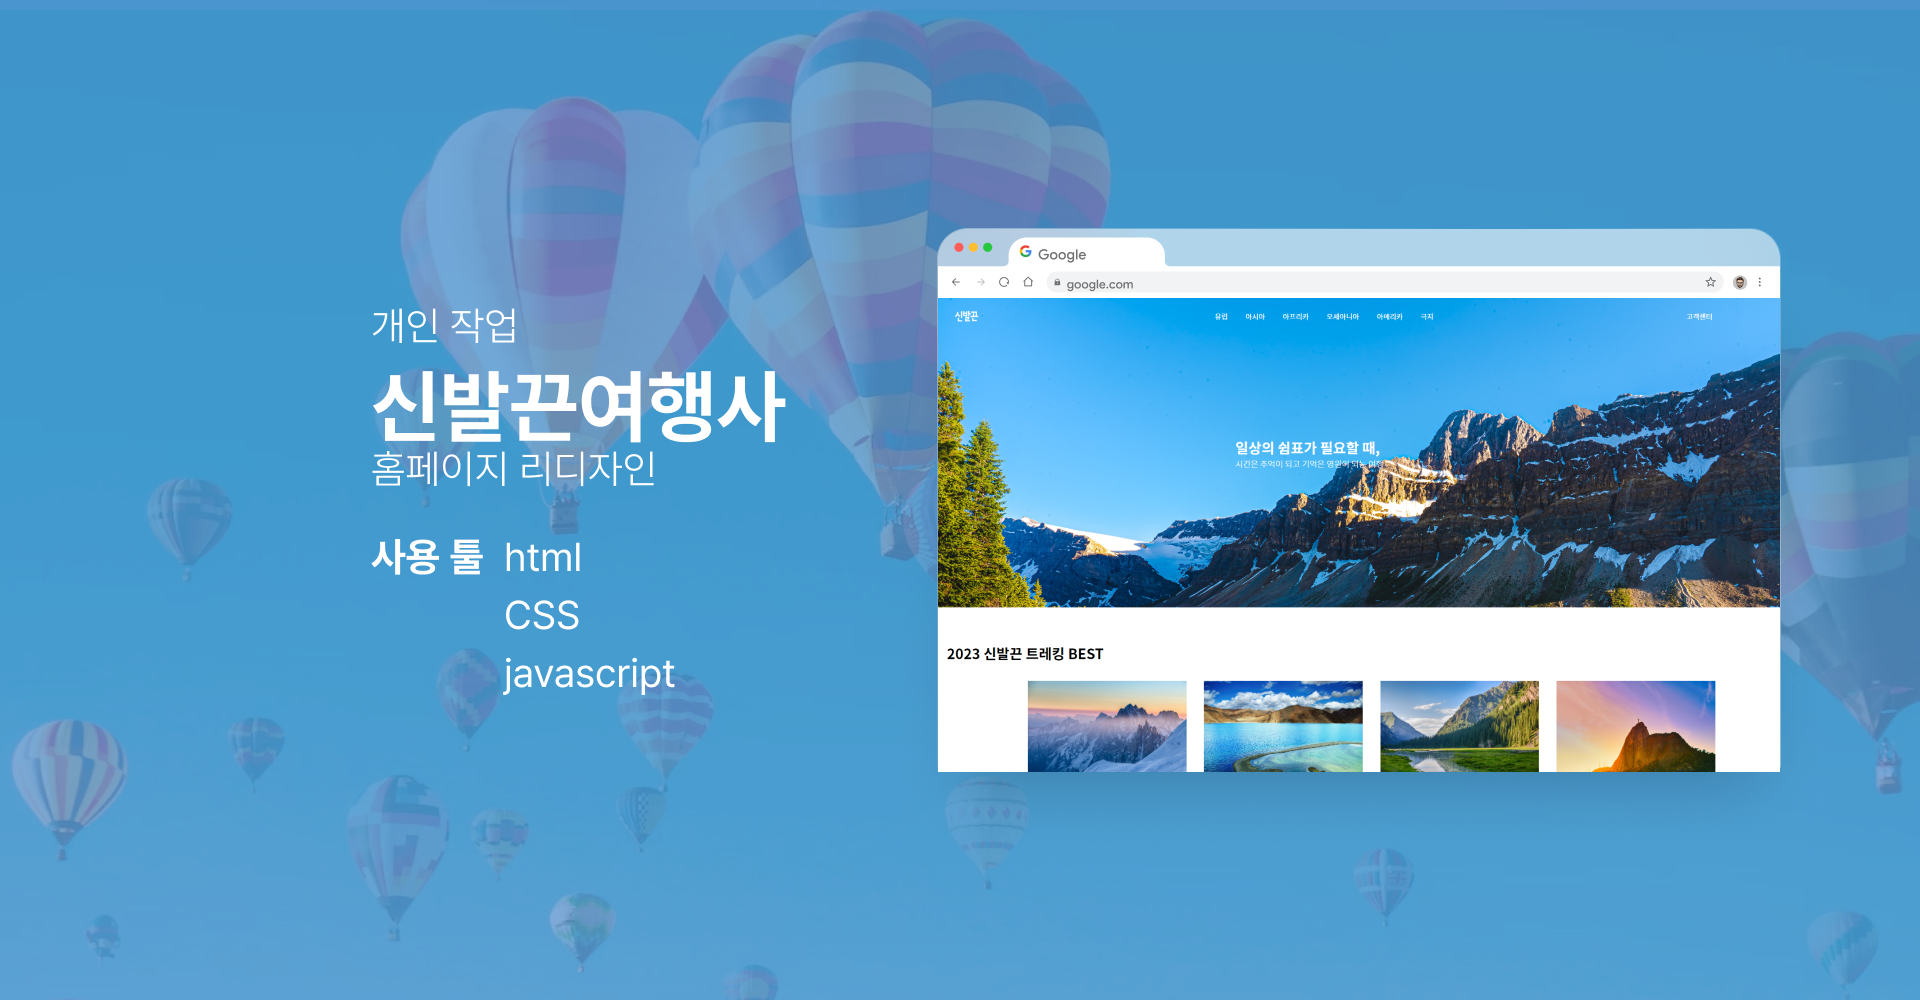 개인 작업
신발끈여행사
홈페이지 리디자인
사용 툴 html
CSS
javascript
Google
google.com
신발끈 유럽 아시아 아프리카 오세아니아 아메리카 극지 고객센터
일상의 쉼표가 필요할 때,
시간은 추억이 되고 기억은 영원이 되는 여행
2023 신발끈 트레킹 BEST